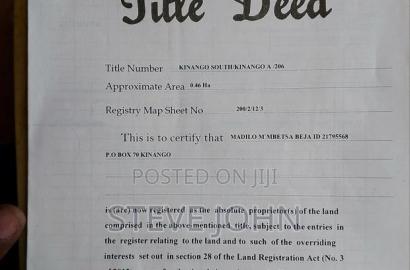 Title Deed
Title Number KINANGO SOUTH/KINANGO A /206
Approximate Area 0.46 Ha
Registry Map Sheet No 200/2/12/3
This is to certify that MADILO M'MBETSA BEJA ID 21795568
P.O BOX 70 KINANGO
POSTED ON JIJI
STEVE JOHN
is (are) now registered as the absolute proprietor(s) of the land
comprised in the above mentioned title, subject to the entries in
the register relating to the land and to such of the overriding
interests set out in section 28 of the Land Registration Act (No. 3